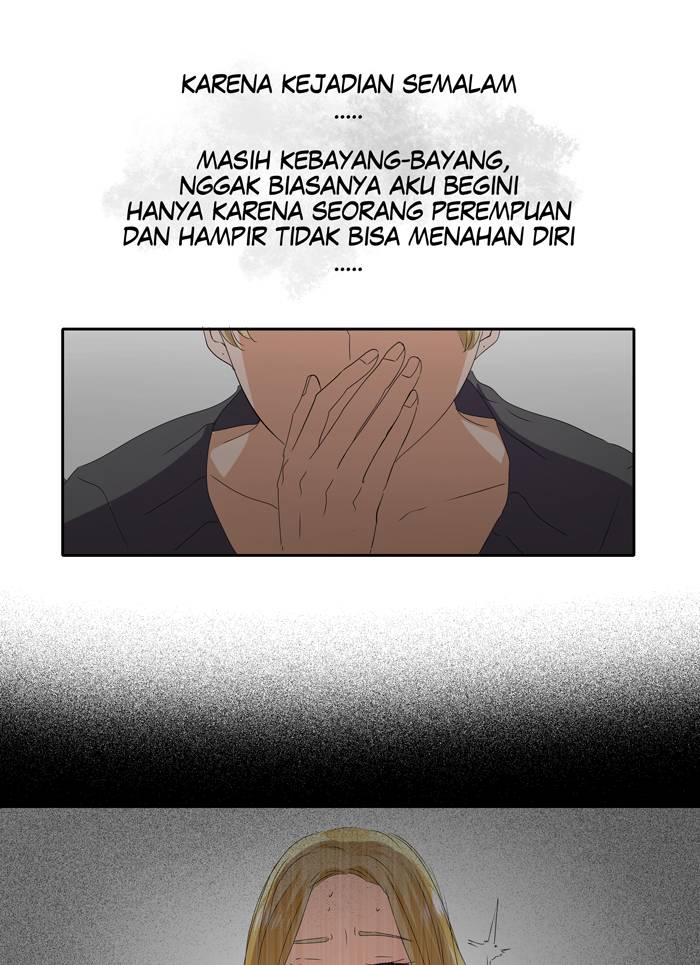 KARENA KEJADIAN SEMALAM
.....
MASIH KEBAYANG-BAYANG,
NGGAK BIASANYA AKU BEGINI
HANYA KARENA SEORANG PEREMPUAN
DAN HAMPIR TIDAK BISA MENAHAN DIRI
.....